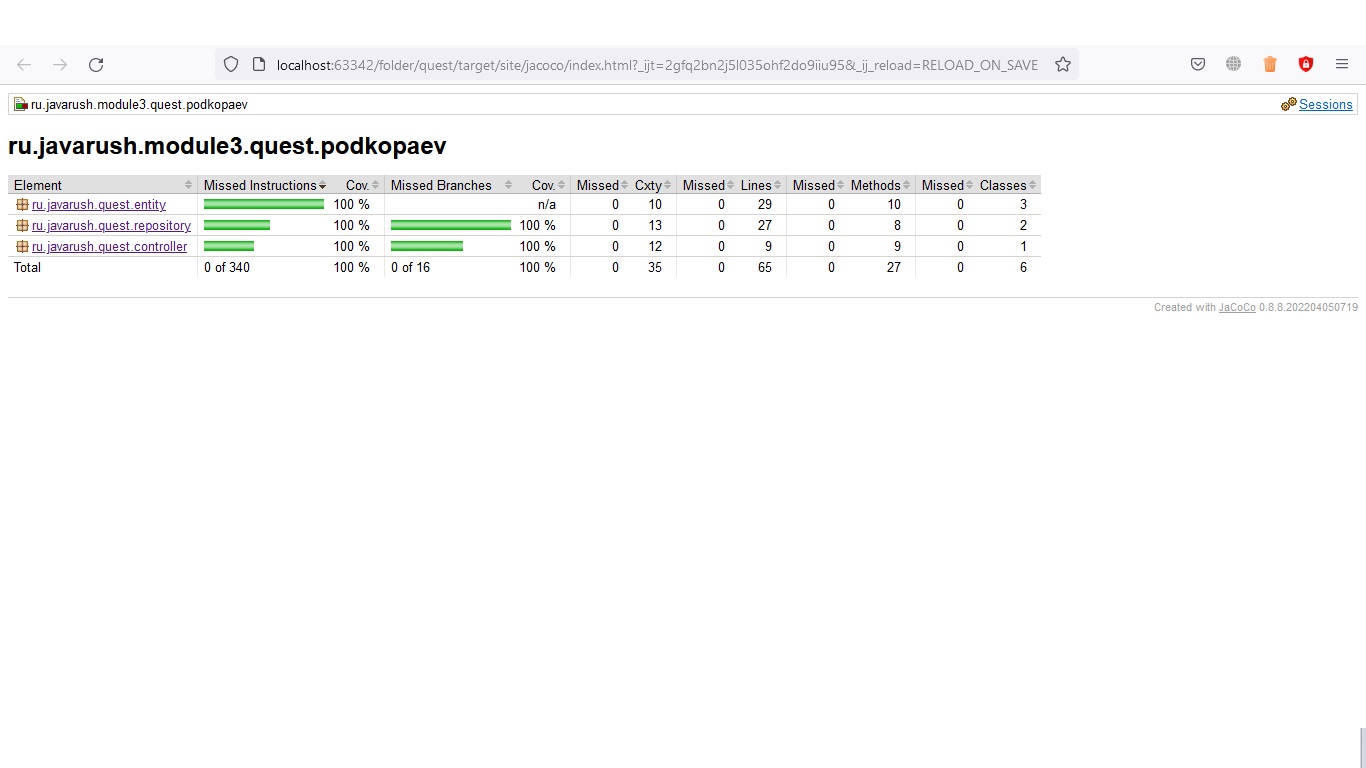 localhost:63342/folder/quest/target/site/jacoco/index.html?_ijt=2gfq2bn2j5l035ohf2do9iiu95&_ij_reload=RELOAD_ON_SAVE
ru.javarush.module3.quest.podkopaev Sessions
ru.javarush.module3.quest.podkopaev
Element Missed Instructions Cov. Missed Branches Cov. Missed Cxty Missed Lines Missed Methods Missed Classes
ru.javarush.quest.entity 100 % n/a 0 10 0 29 0 10 0 3
ru.javarush.quest.repository 100 % 100 % 0 13 0 27 0 8 0 2
ru.javarush.quest.controller 100 % 100 % 0 12 0 9 0 9 0 1
Total 0 of 340 100 % 0 of 16 100 % 0 35 0 65 0 27 0 6
Created with JaCoCo 0.8.8.202204050719